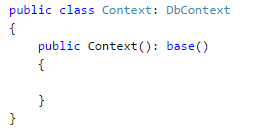 public class Context: DbContext
{
    public Context(): base()
    {

    }
}